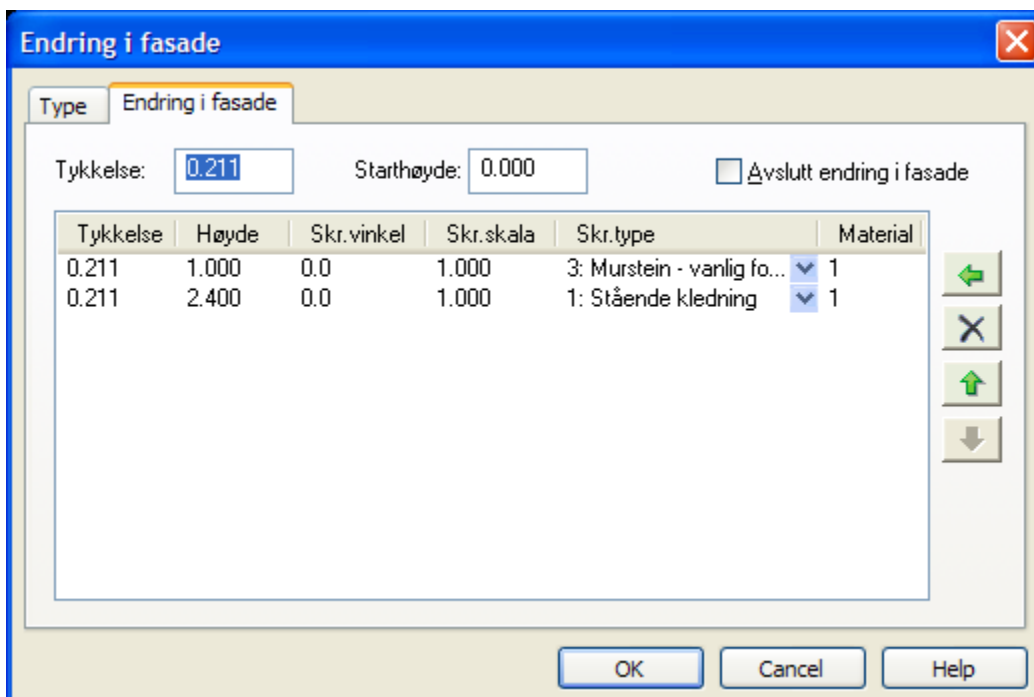 Endring i fasade
Type Endring i fasade
Tykkelse: 0.211 Starthøyde: 0.000 Avslutt endring i fasade
Tykkelse Høyde Skr.vinkel Skr.skala Skr.type Material
0.211 1.000 0.0 1.000 3: Murstein - vanlig fo... 1
0.211 2.400 0.0 1.000 1: Stående kledning 1
OK Cancel Help